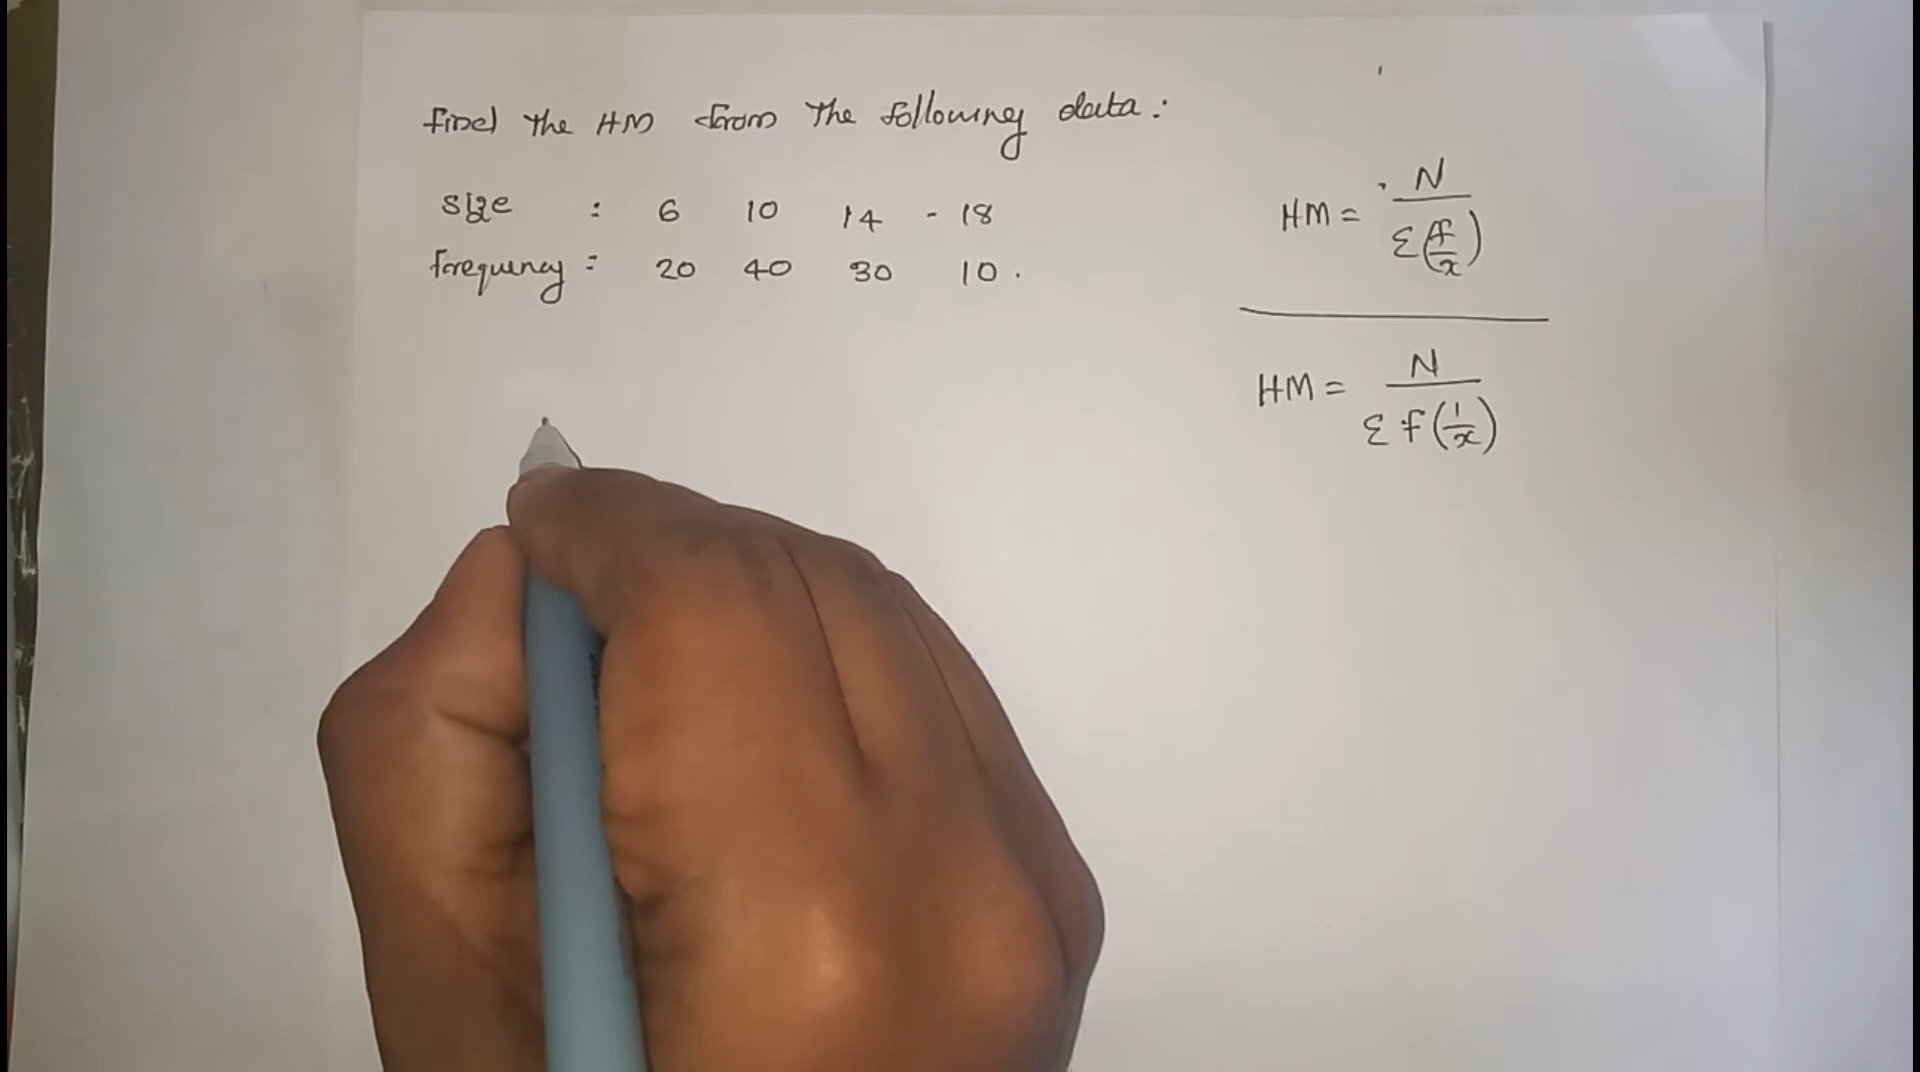 Find the HM from the following data:
size : 6 10 14 - 18
frequency : 20 40 30 10.
HM = N / Σ(f/x)
HM = N / Σ f(1/x)